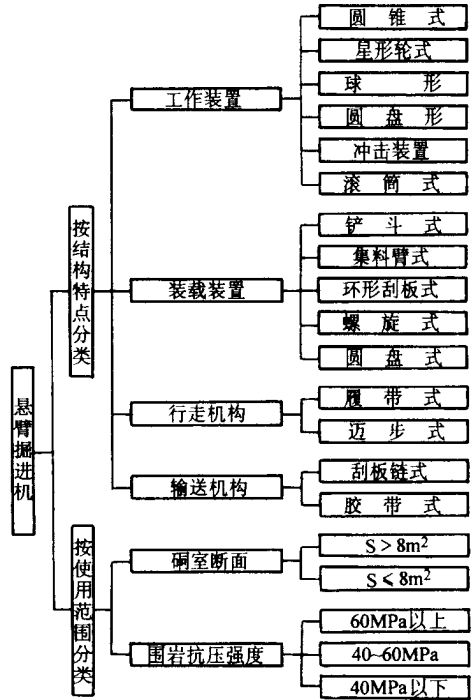 悬臂掘进机
按结构特点分类
工作装置
圆锥式
星形轮式
球形
圆盘形
冲击装置
滚筒式
装载装置
铲斗式
集料臂式
环形刮板式
螺旋式
圆盘式
行走机构
履带式
迈步式
输送机构
刮板链式
胶带式
按使用范围分类
硐室断面
S>8m²
S≤8m²
围岩抗压强度
60MPa以上
40~60MPa
40MPa以下